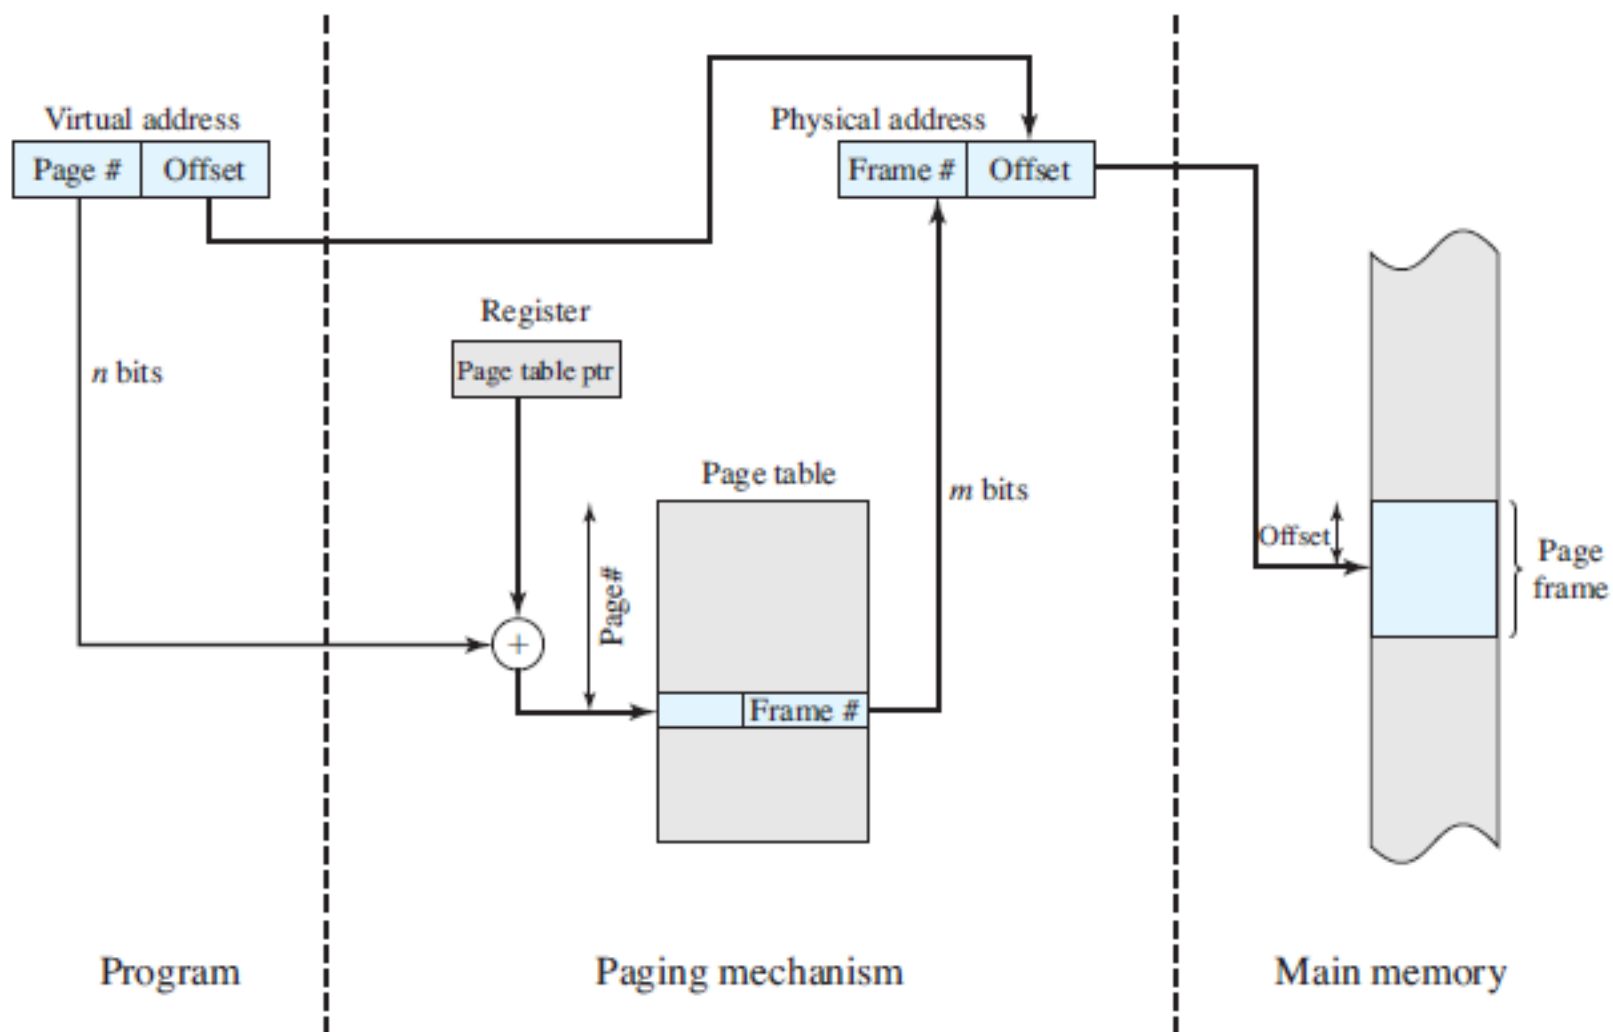 Virtual address
Page #
Offset
Physical address
Frame #
Offset
n bits
Register
Page table ptr
Page table
Page#
+
Frame #
m bits
Offset
Page
frame
Program
Paging mechanism
Main memory